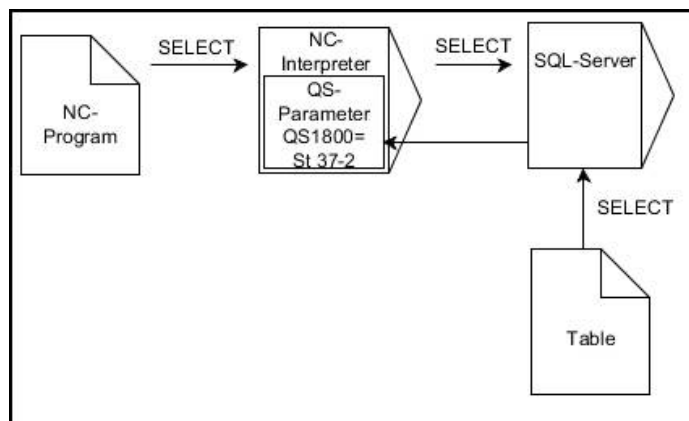 SELECT
NC-
Program
NC-
Interpreter
QS-
Parameter
QS1800=
St 37-2
SELECT
SQL-Server
SELECT
Table